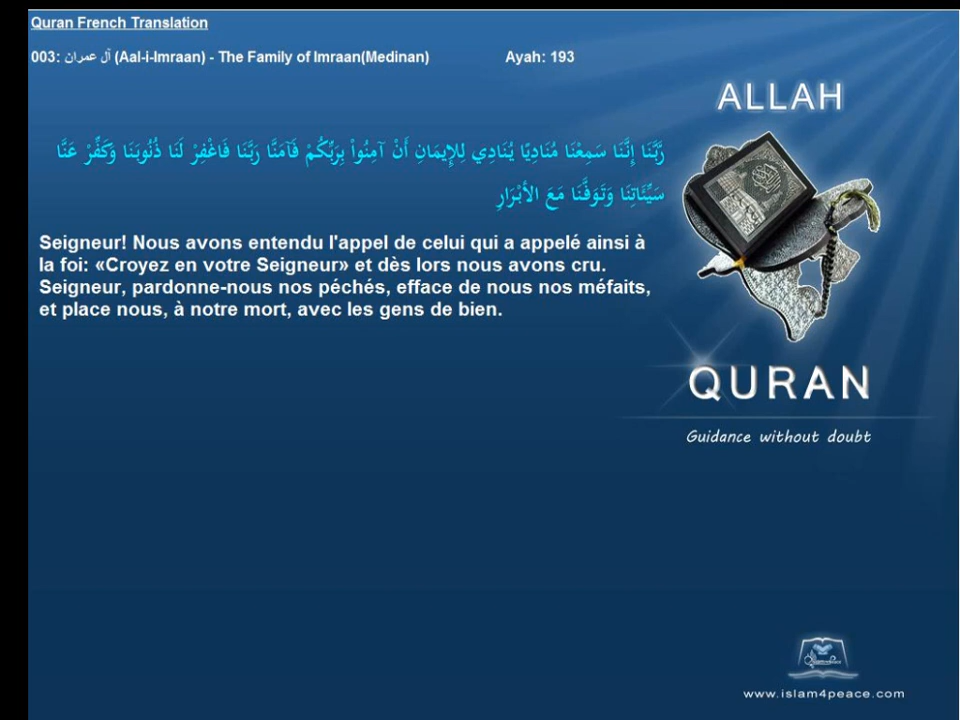 Quran French Translation
003: آل عمران (Aal-i-Imraan) - The Family of Imraan(Medinan) Ayah: 193
ALLAH
رَّبَّنَا إِنَّنَا سَمِعْنَا مُنَادِيًا يُنَادِي لِلإِيمَانِ أَنْ آمِنُواْ بِرَبِّكُمْ فَآمَنَّا رَبَّنَا فَاغْفِرْ لَنَا ذُنُوبَنَا وَكَفِّرْ عَنَّا
سَيِّئَاتِنَا وَتَوَفَّنَا مَعَ الأبْرَارِ
Seigneur! Nous avons entendu l'appel de celui qui a appelé ainsi à
la foi: «Croyez en votre Seigneur» et dès lors nous avons cru.
Seigneur, pardonne-nous nos péchés, efface de nous nos méfaits,
et place nous, à notre mort, avec les gens de bien.
QURAN
Guidance without doubt
www.islam4peace.com